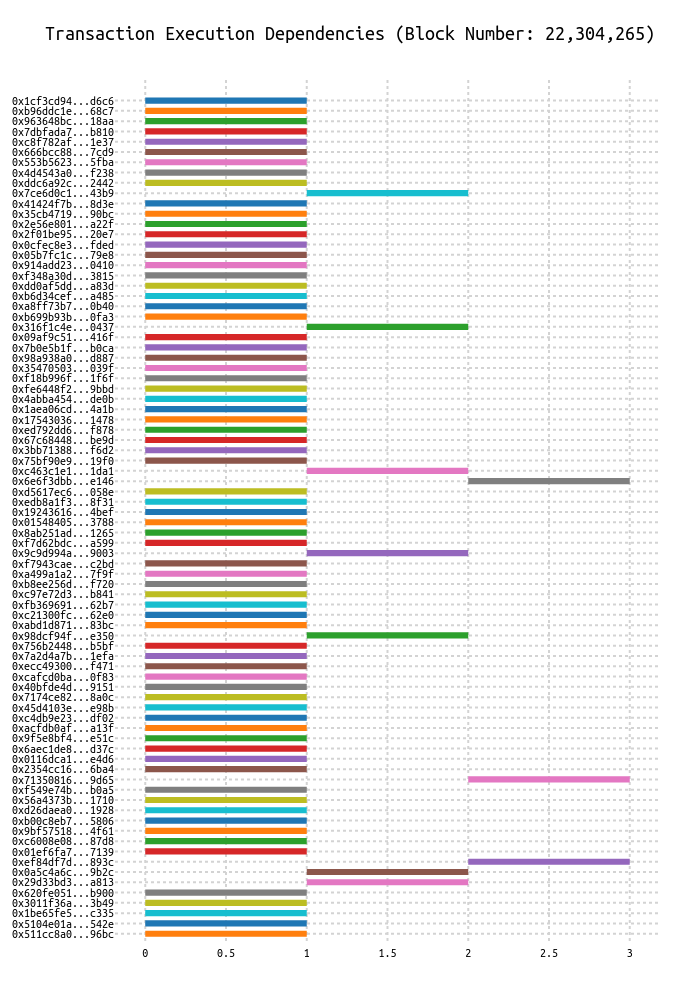 Transaction Execution Dependencies (Block Number: 22,304,265)
0x1cf3cd94...d6c6
0xb96ddc1e...68c7
0x963648bc...18aa
0x7dbfada7...b810
0xc8f782af...1e37
0x666bcc88...7cd9
0x553b5623...5fba
0x4d4543a0...f238
0xddc6a92c...2442
0x7ce6d0c1...43b9
0x41424f7b...8d3e
0x35cb4719...90bc
0x2e56e801...a22f
0x2f01be95...20e7
0x0cfec8e3...fded
0x05b7fc1c...79e8
0x914add23...0410
0xf348a30d...3815
0xdd0af5dd...a83d
0xb6d34cef...a485
0xa8ff73b7...0b40
0xb699b93b...0fa3
0x316f1c4e...0437
0x09af9c51...416f
0x7b0e5b1f...b0ca
0x98a938a0...d887
0x35470503...039f
0xf18b996f...1f6f
0xfe6448f2...9bbd
0x4abba454...de0b
0x1aea06cd...4a1b
0x17543036...1478
0xed792dd6...f878
0x67c68448...be9d
0x3bb71388...f6d2
0x75bf90e9...19f0
0xc463c1e1...1da1
0x6e6f3dbb...e146
0xd5617ec6...058e
0xedb8a1f3...8f31
0x19243616...4bef
0x01548405...3788
0x8ab251ad...1265
0xf7d62bdc...a599
0x9c9d994a...9003
0xf7943cae...c2bd
0xa499a1a2...7f9f
0xb8ee256d...f720
0xc97e72d3...b841
0xfb369691...62b7
0xc21300fc...62e0
0xabd1d871...83bc
0x98dcf94f...e350
0x756b2448...b5bf
0x7a2d4a7b...1efa
0xecc49300...f471
0xcafcd0ba...0f83
0x40bfde4d...9151
0x7174ce82...8a0c
0x45d4103e...e98b
0xc4db9e23...df02
0xacfdb0af...a13f
0x9f5e8bf4...e51c
0x6aec1de8...d37c
0x0116dca1...e4d6
0x2354cc16...6ba4
0x71350816...9d65
0xf549e74b...b0a5
0x56a4373b...1710
0xd26daea0...1928
0xb00c8eb7...5806
0x9bf57518...4f61
0xc6008e08...87d8
0x01ef6fa7...7139
0xef84df7d...893c
0x0a5c4a6c...9b2c
0x29d33bd3...a813
0x620fe051...b900
0x3011f36a...3b49
0x1be65fe5...c335
0x5104e01a...542e
0x511cc8a0...96bc
0 0.5 1 1.5 2 2.5 3